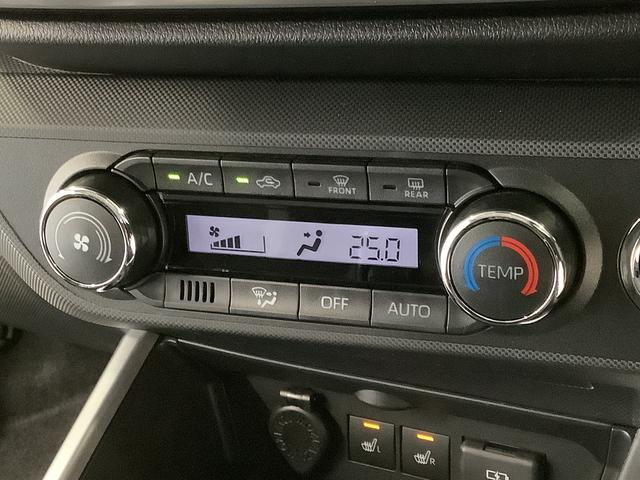 A/C
FRONT
REAR
25.0
TEMP
OFF
AUTO
L
R